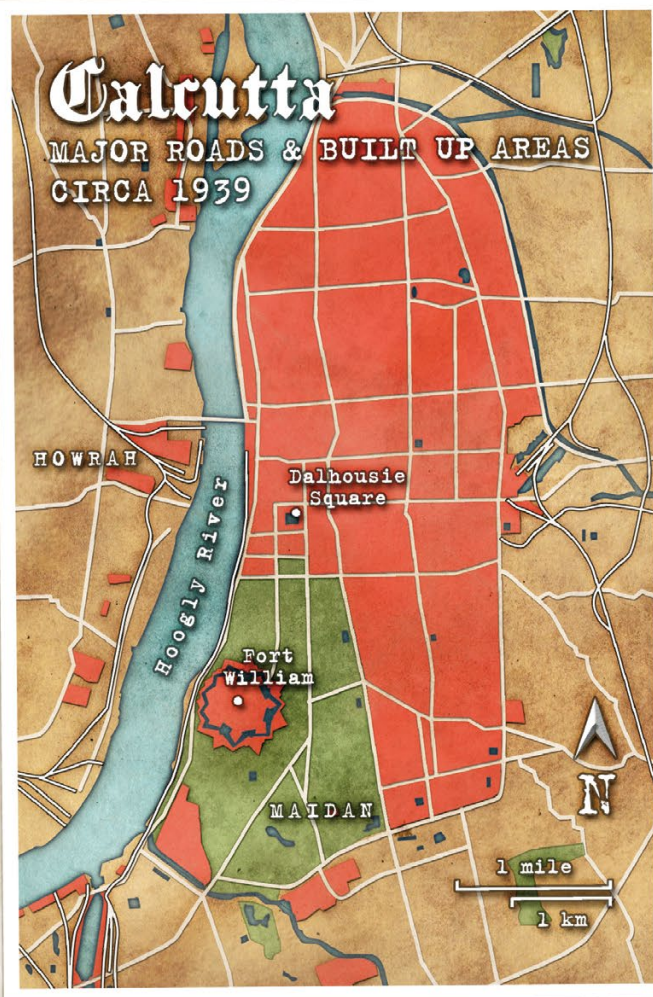 Calcutta
MAJOR ROADS & BUILT UP AREAS
CIRCA 1939
HOWRAH
Dalhousie
Square
Hoogly River
Fort
William
MAIDAN
N
1 mile
1 km